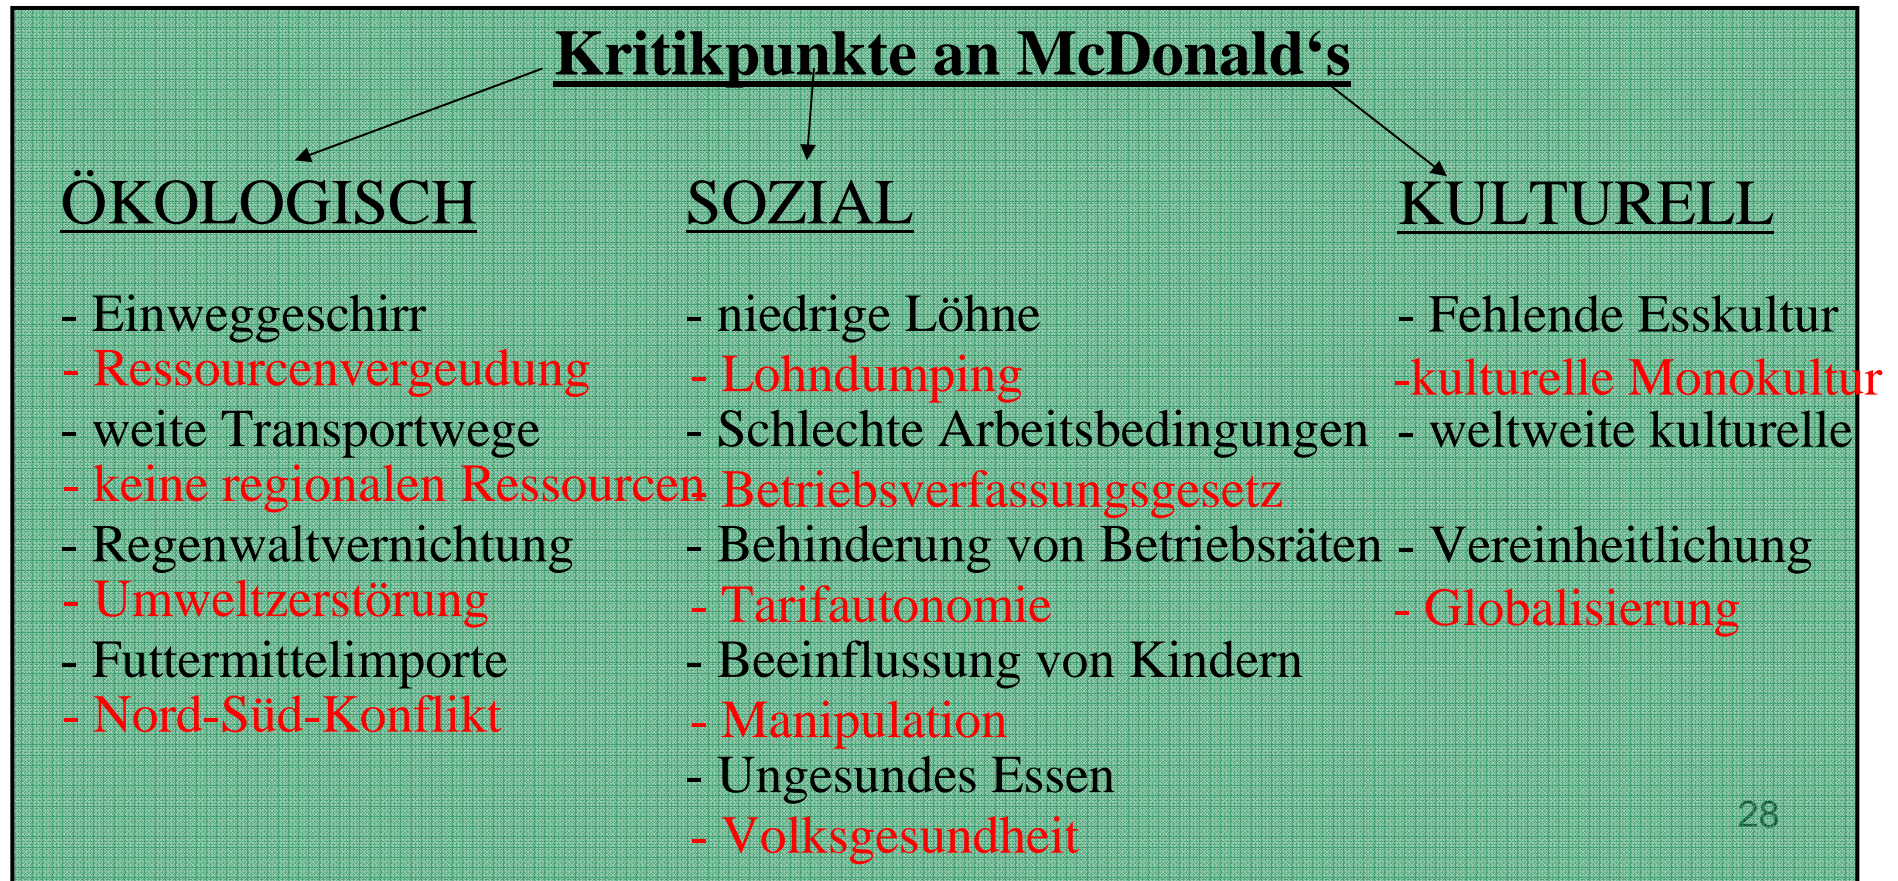 Kritikpunkte an McDonald‘s
ÖKOLOGISCH
- Einweggeschirr
- Ressourcenvergeudung
- weite Transportwege
- keine regionalen Ressourcen
- Regenwaltvernichtung
- Umweltzerstörung
- Futtermittelimporte
- Nord-Süd-Konflikt
SOZIAL
- niedrige Löhne
- Lohndumping
- Schlechte Arbeitsbedingungen
- Betriebsverfassungsgesetz
- Behinderung von Betriebsräten
- Tarifautonomie
- Beeinflussung von Kindern
- Manipulation
- Ungesundes Essen
- Volksgesundheit
KULTURELL
- Fehlende Esskultur
-kulturelle Monokultur
- weltweite kulturelle
- Vereinheitlichung
- Globalisierung
28